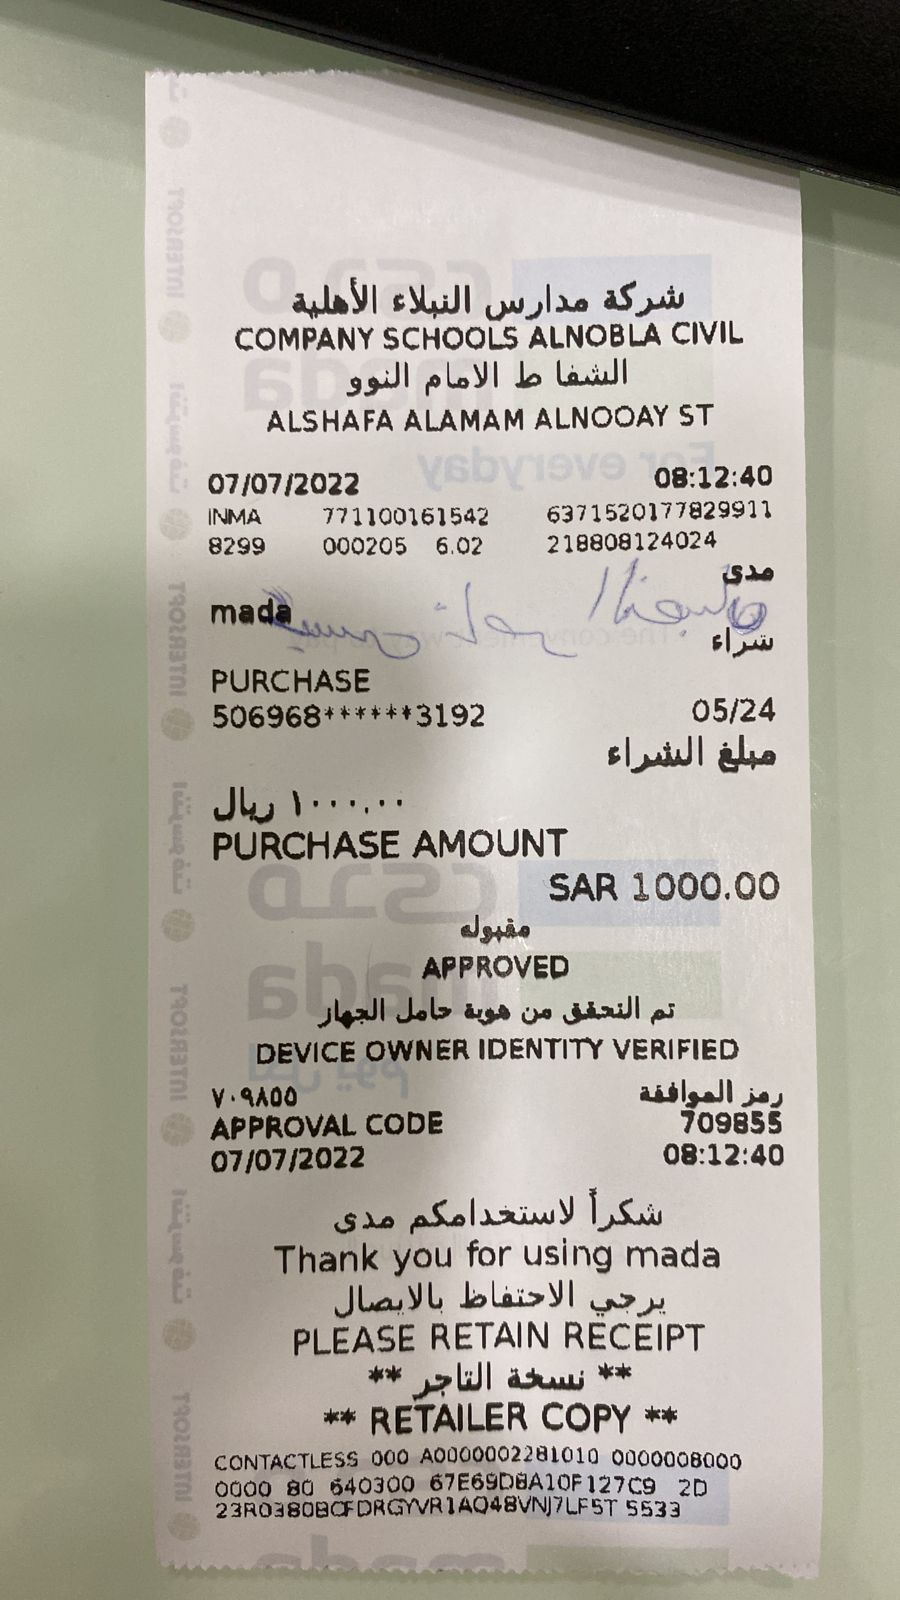 شركة مدارس النبلاء الأهلية
COMPANY SCHOOLS ALNOBLA CIVIL
الشفا ط الامام النوو
ALSHAFA ALAMAM ALNOOAY ST
07/07/2022 08:12:40
INMA 771100161542 6371520177829911
8299 000205 6.02 218808124024
مدى
mada
شراء
PURCHASE
506968******3192 05/24
مبلغ الشراء
١٠٠٠.٠٠ ريال
PURCHASE AMOUNT
SAR 1000.00
مقبوله
APPROVED
تم التحقق من هوية حامل الجهاز
DEVICE OWNER IDENTITY VERIFIED
رمز الموافقة ٧٠٩٨٥٥
APPROVAL CODE 709855
07/07/2022 08:12:40
شكراً لاستخدامكم مدى
Thank you for using mada
يرجي الاحتفاظ بالايصال
PLEASE RETAIN RECEIPT
** نسخة التاجر **
** RETAILER COPY **
CONTACTLESS 000 A0000002281010 0000008000
0000 80 640300 67E69D8A10F127C9 2D
23R0380BCFDRGYVR1AO48VNJ7LF5T 5533